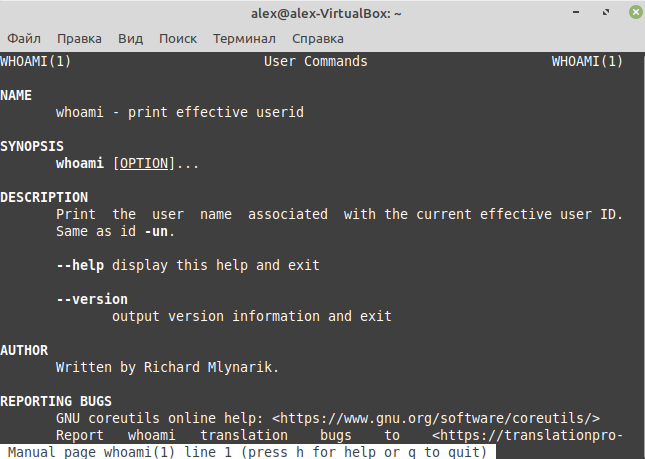 alex@alex-VirtualBox: ~
Файл Правка Вид Поиск Терминал Справка
WHOAMI(1) User Commands WHOAMI(1)
NAME
whoami - print effective userid
SYNOPSIS
whoami [OPTION]...
DESCRIPTION
Print the user name associated with the current effective user ID.
Same as id -un.
--help display this help and exit
--version
output version information and exit
AUTHOR
Written by Richard Mlynarik.
REPORTING BUGS
GNU coreutils online help: <https://www.gnu.org/software/coreutils/>
Report whoami translation bugs to <https://translationpro-
Manual page whoami(1) line 1 (press h for help or q to quit)